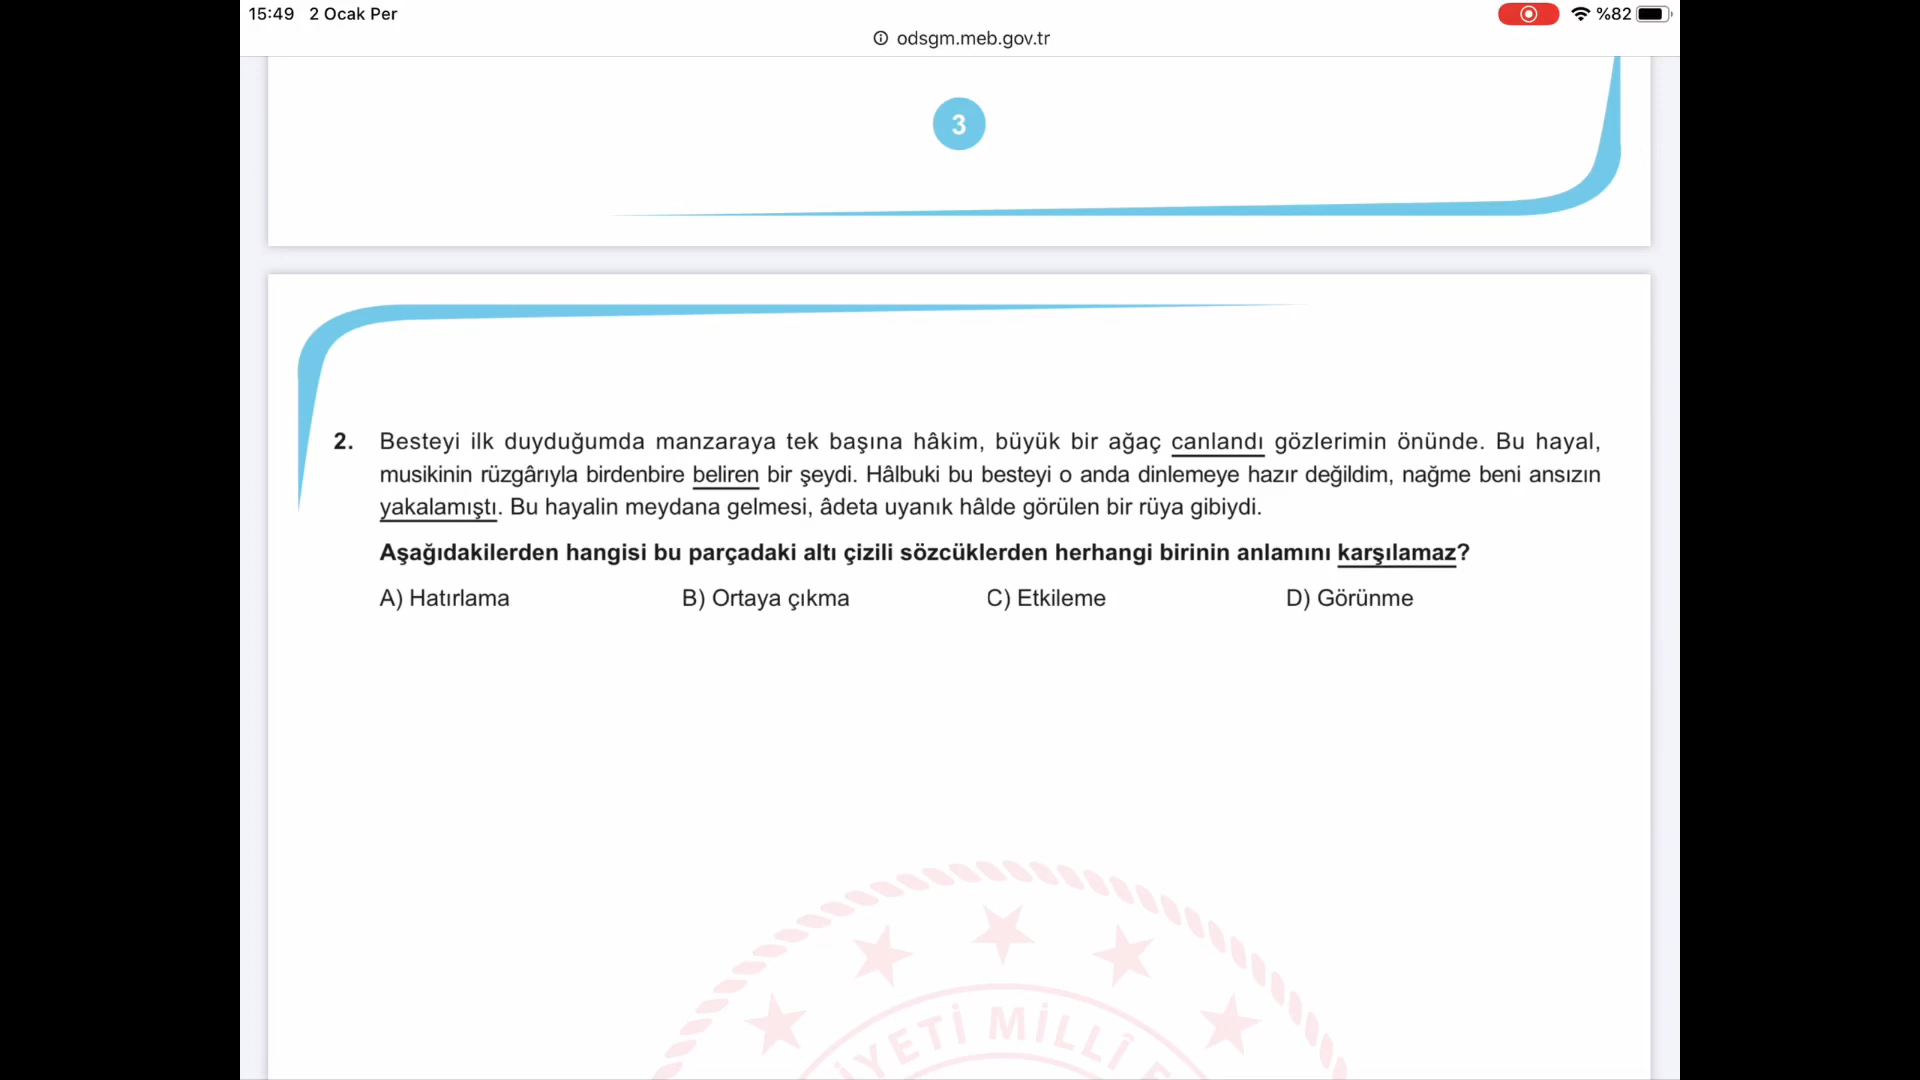 15:49 2 Ocak Per
%82
odsgm.meb.gov.tr
3
2. Besteyi ilk duyduğumda manzaraya tek başına hâkim, büyük bir ağaç canlandı gözlerimin önünde. Bu hayal,
musikinin rüzgârıyla birdenbire beliren bir şeydi. Hâlbuki bu besteyi o anda dinlemeye hazır değildim, nağme beni ansızın
yakalamıştı. Bu hayalin meydana gelmesi, âdeta uyanık hâlde görülen bir rüya gibiydi.
Aşağıdakilerden hangisi bu parçadaki altı çizili sözcüklerden herhangi birinin anlamını karşılamaz?
A) Hatırlama B) Ortaya çıkma C) Etkileme D) Görünme
İYETİ MİLLÎ E